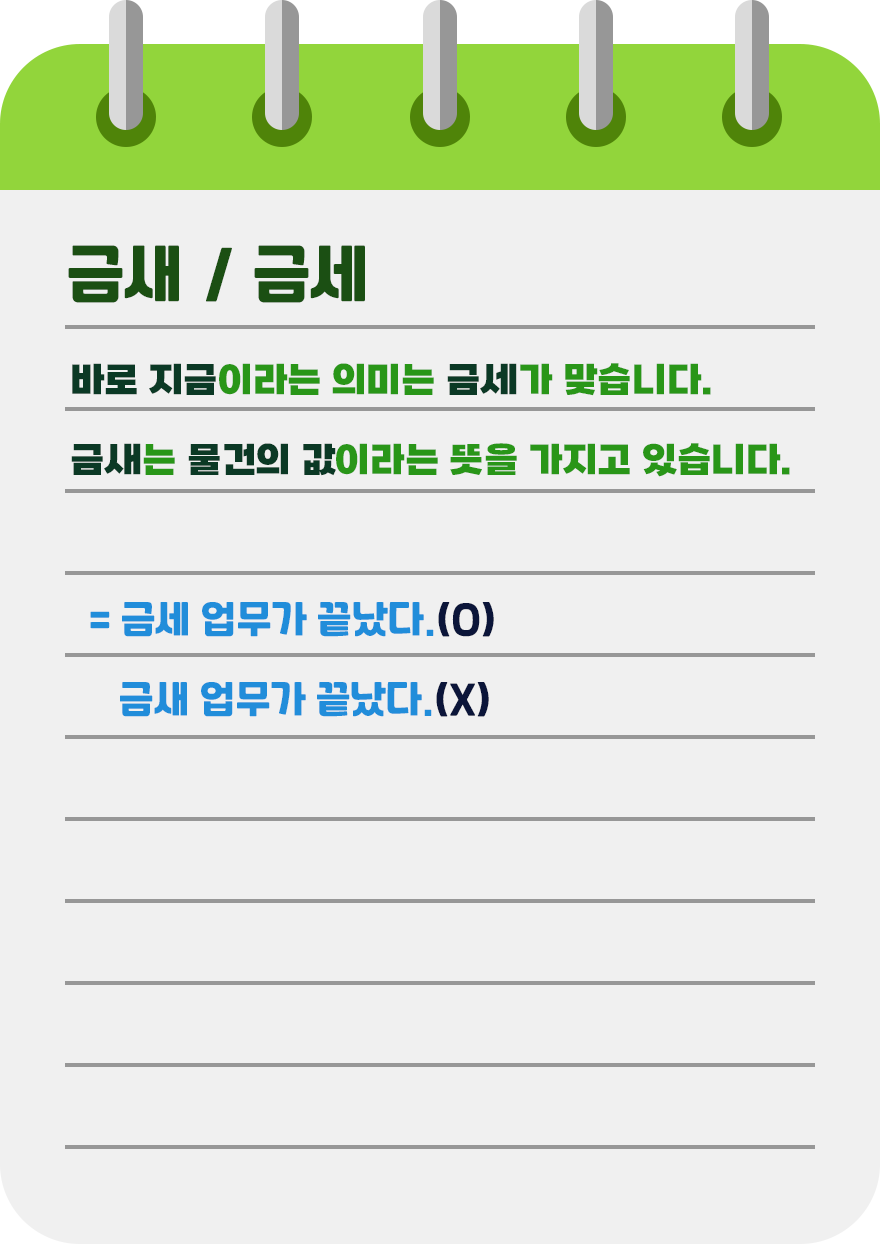 금새 / 금세
바로 지금이라는 의미는 금세가 맞습니다.
금새는 물건의 값이라는 뜻을 가지고 있습니다.
= 금세 업무가 끝났다.(O)
금새 업무가 끝났다.(X)